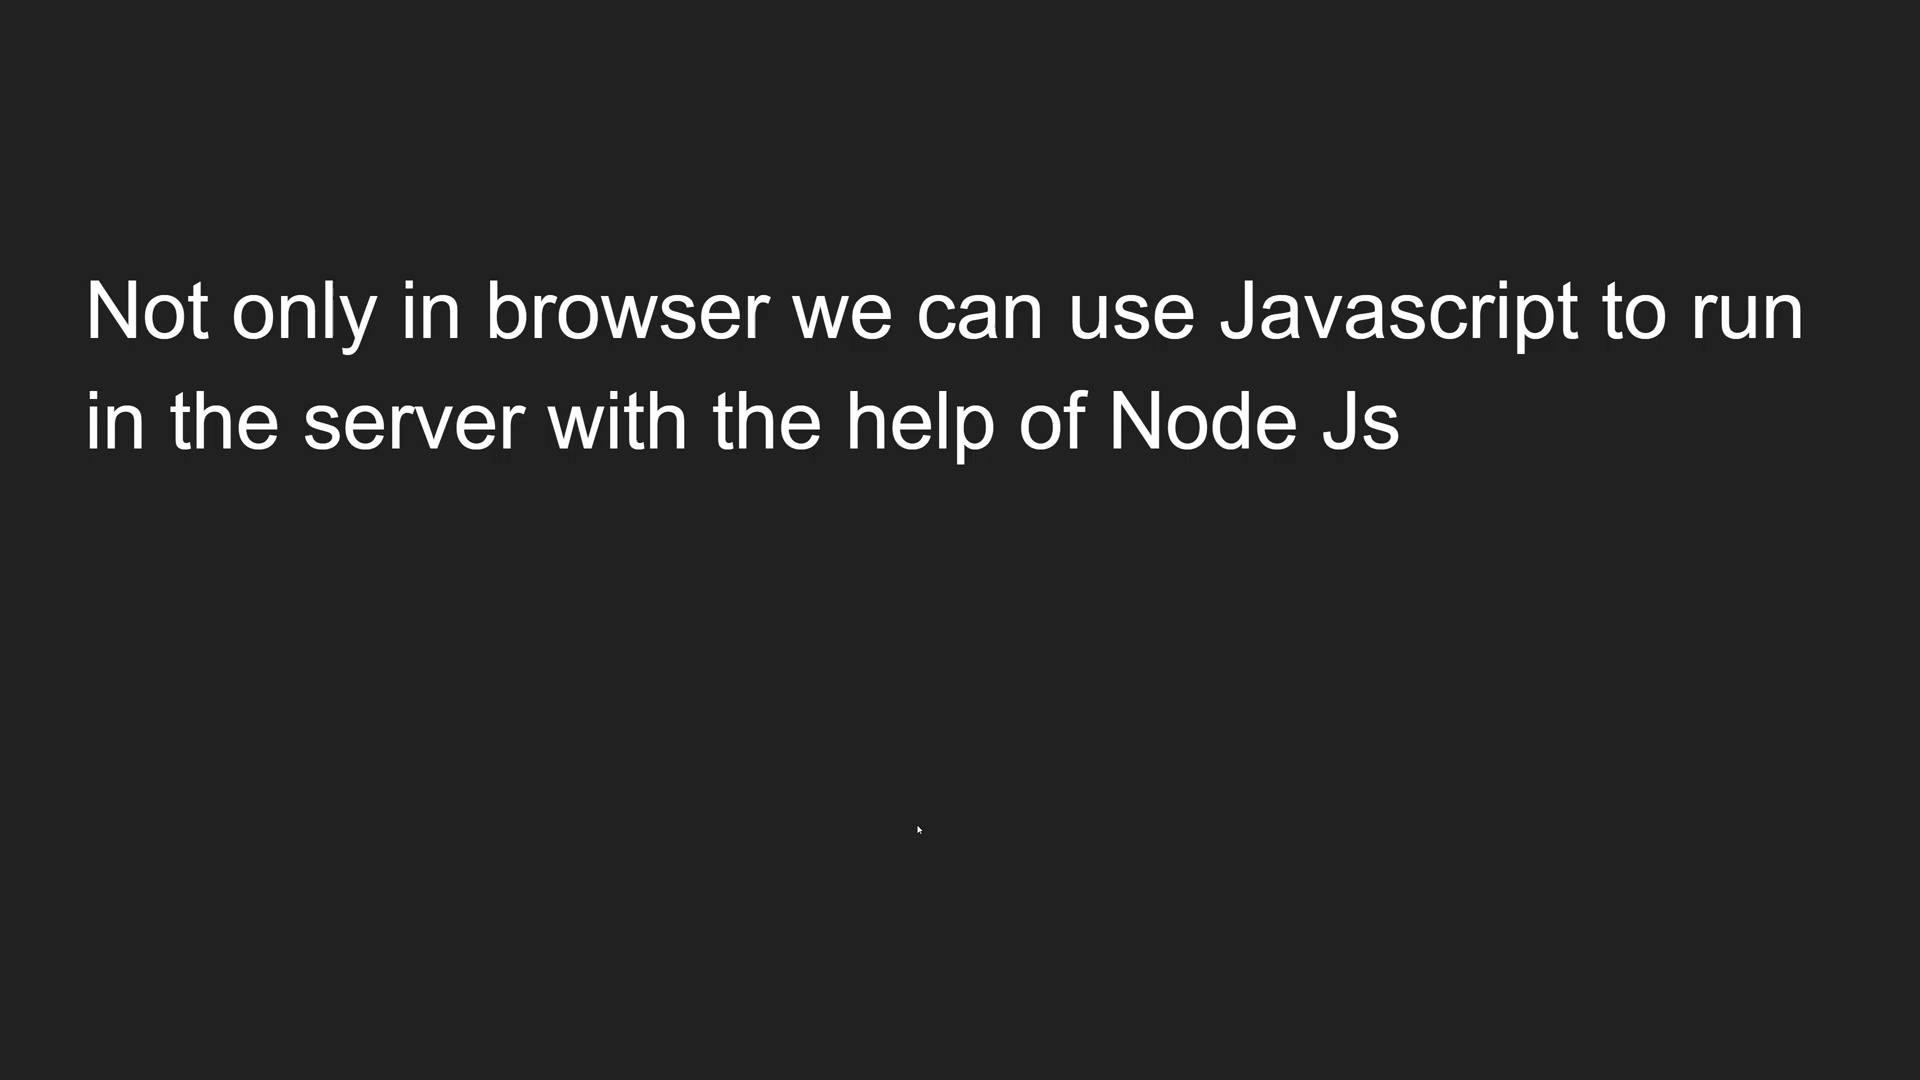 Not only in browser we can use Javascript to run
in the server with the help of Node Js